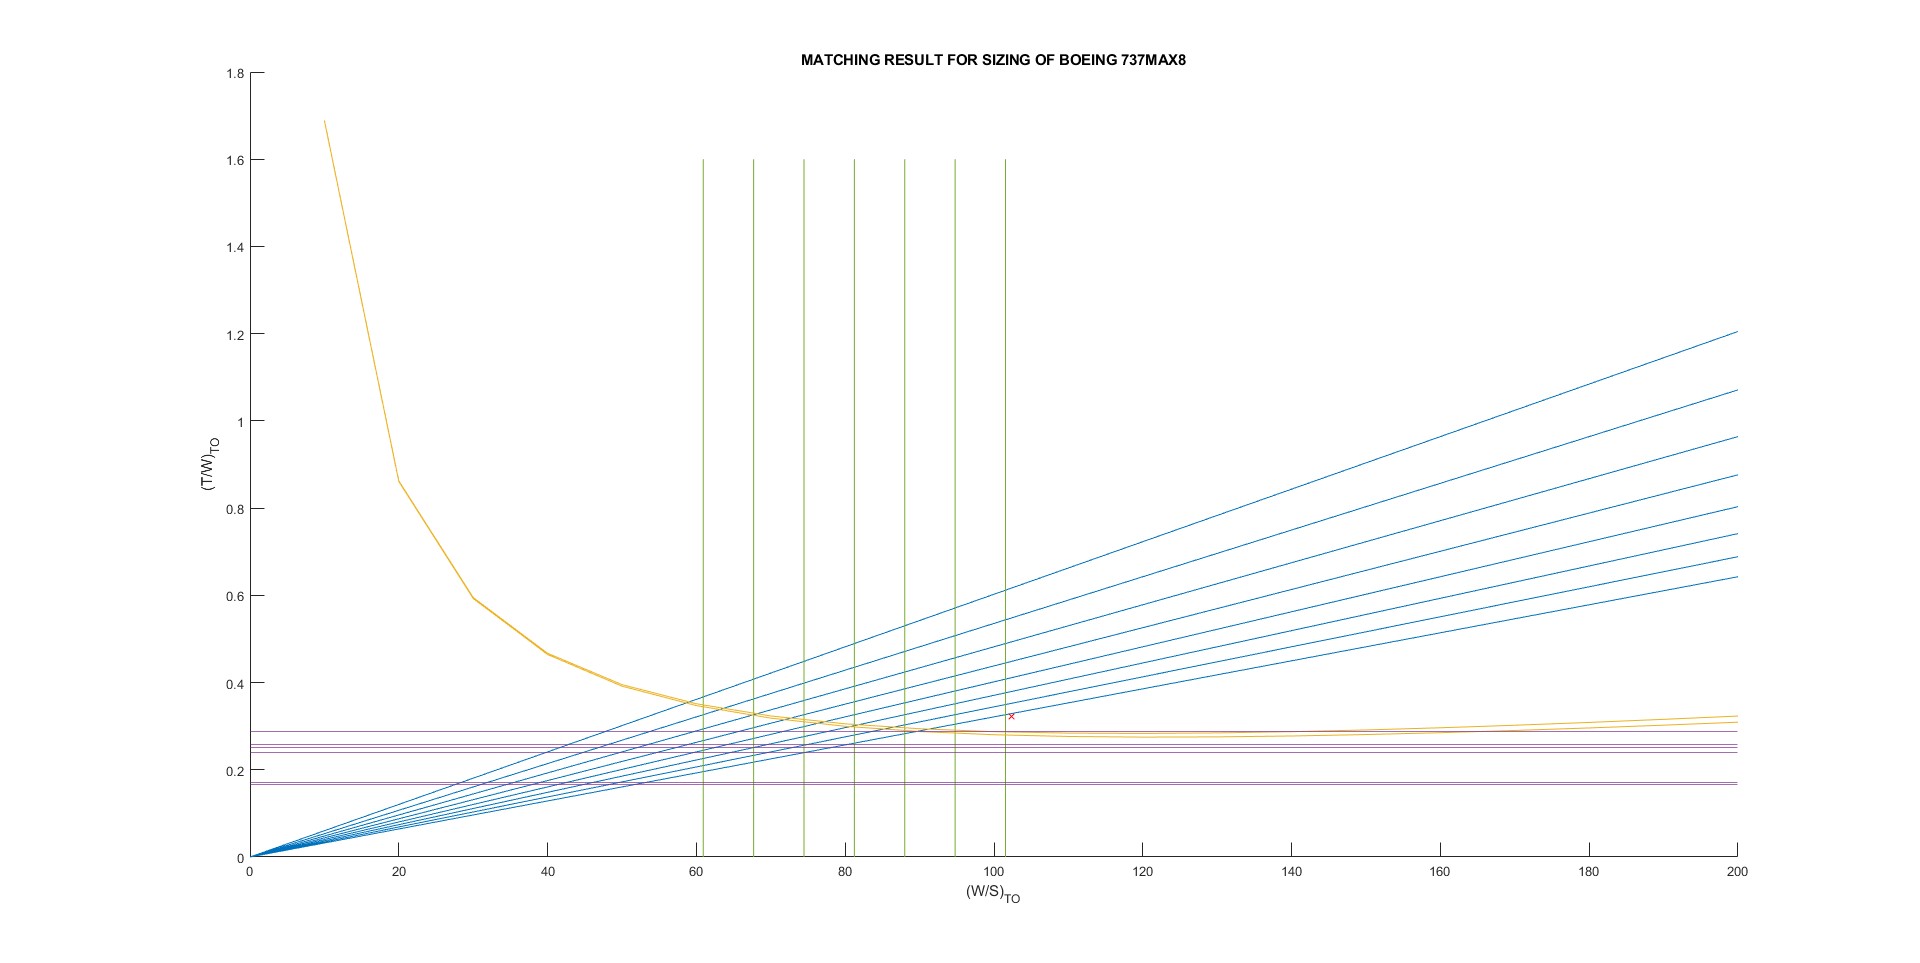 MATCHING RESULT FOR SIZING OF BOEING 737MAX8
1.8
1.6
1.4
1.2
1
0.8
0.6
0.4
0.2
0
(T/W)TO
0 20 40 60 80 100 120 140 160 180 200
(W/S)TO